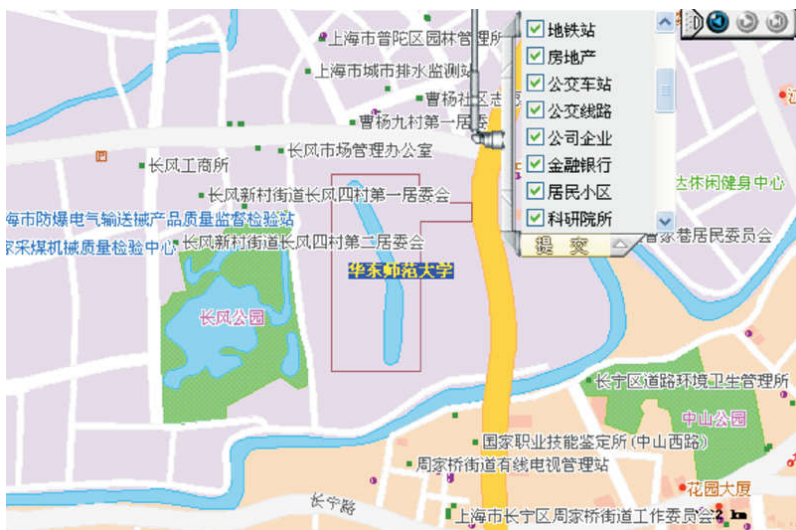 上海市普陀区园林管理所
地铁站
房地产
上海市城市排水监测站
公交车站
曹杨社区志
公交线路
曹杨九村第一居委
公司企业
长风市场管理办公室
长风工商所
金融银行
达休闲健身中心
居民小区
长风新村街道长风四村第一居委会
科研院所
海市防爆电气输送械产品质量监督检验站
长风新村街道长风四村第二居委会
家采煤机械质量检验中心
提 交
曹家巷居民委员会
华东师范大学
长风公园
长宁区道路环境卫生管理所
中山公园
国家职业技能鉴定所(中山西路)
周家桥街道有线电视管理站
花园大厦
长宁路
上海市长宁区周家桥街道工作委员会
2 km